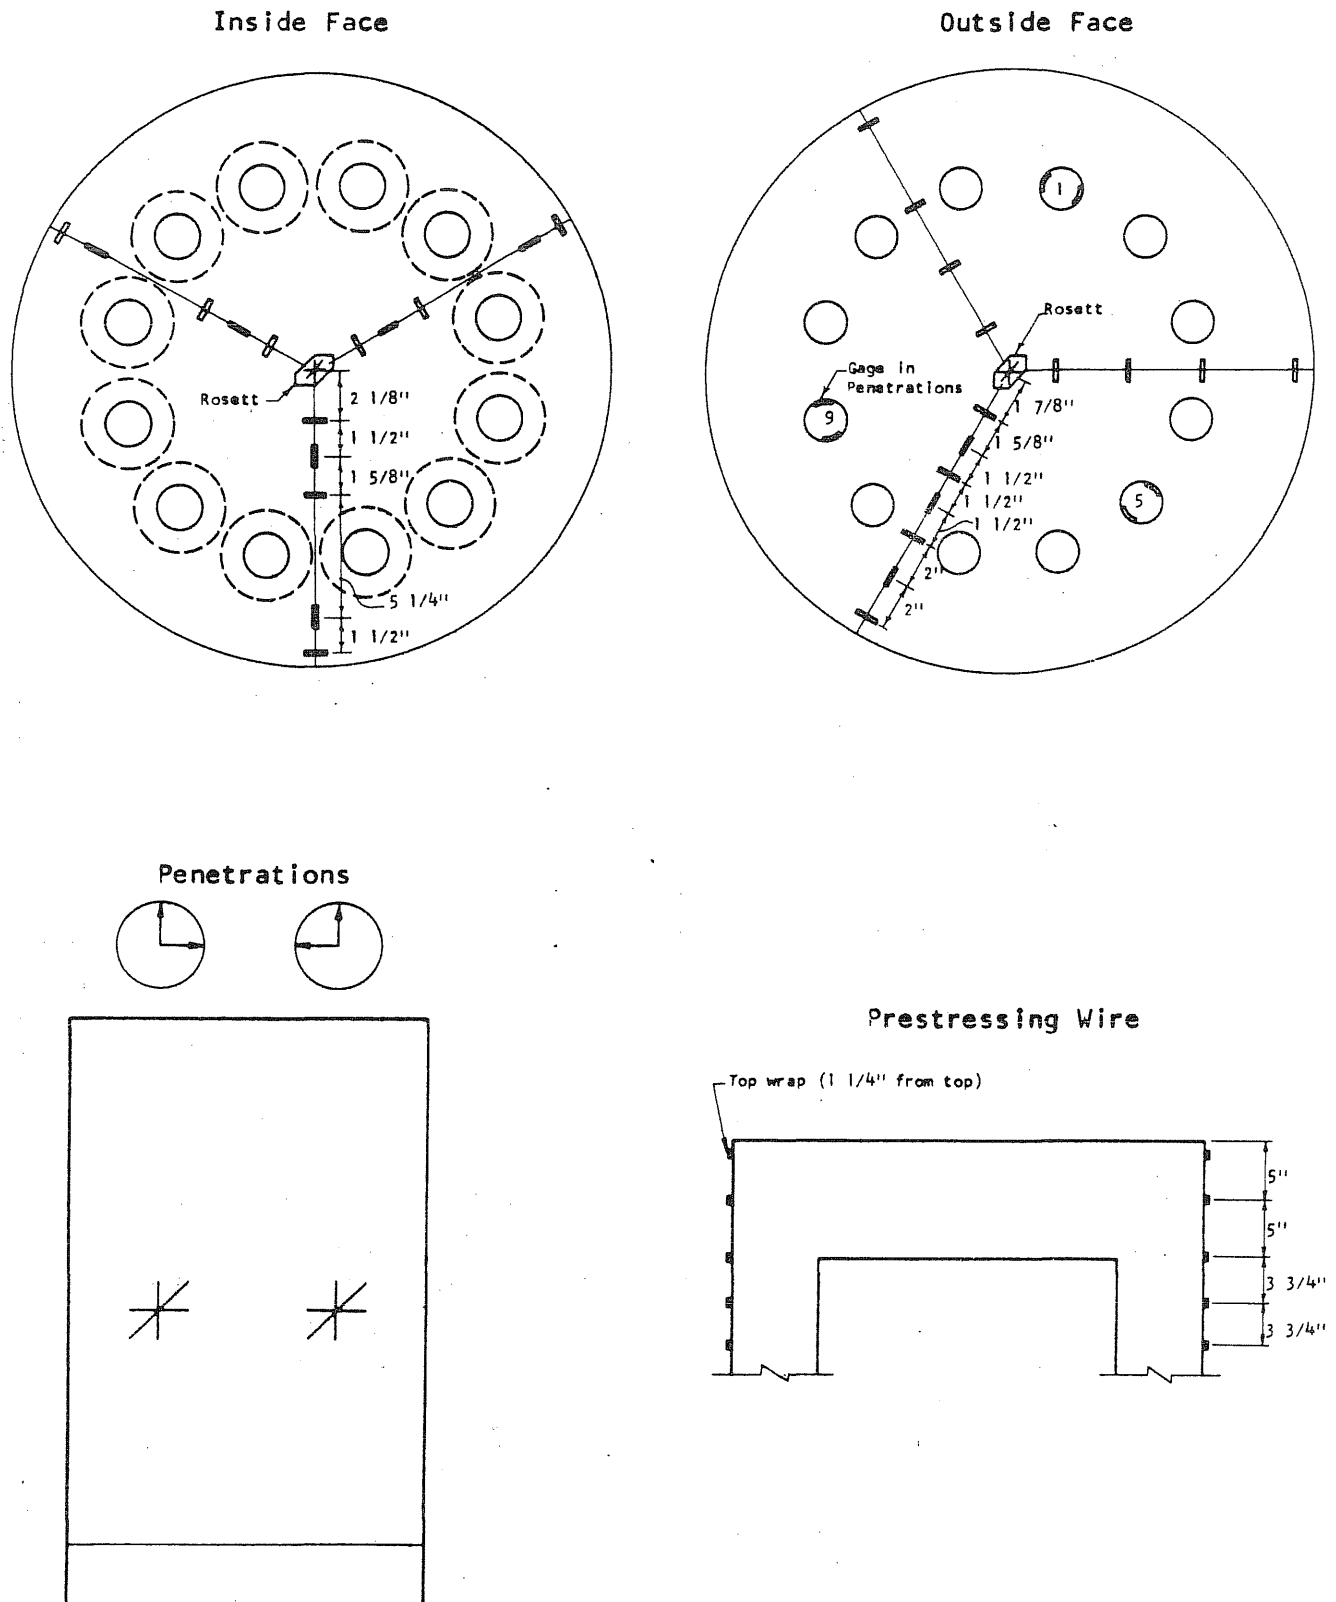 Inside Face
Rosett
2 1/8"
1 1/2"
1 5/8"
5 1/4"
1 1/2"
Outside Face
1
Rosett
Gage in
Penetrations
9
5
1 7/8"
1 5/8"
1 1/2"
1 1/2"
1 1/2"
2"
2"
Penetrations
Prestressing Wire
Top wrap (1 1/4" from top)
5"
5"
3 3/4"
3 3/4"